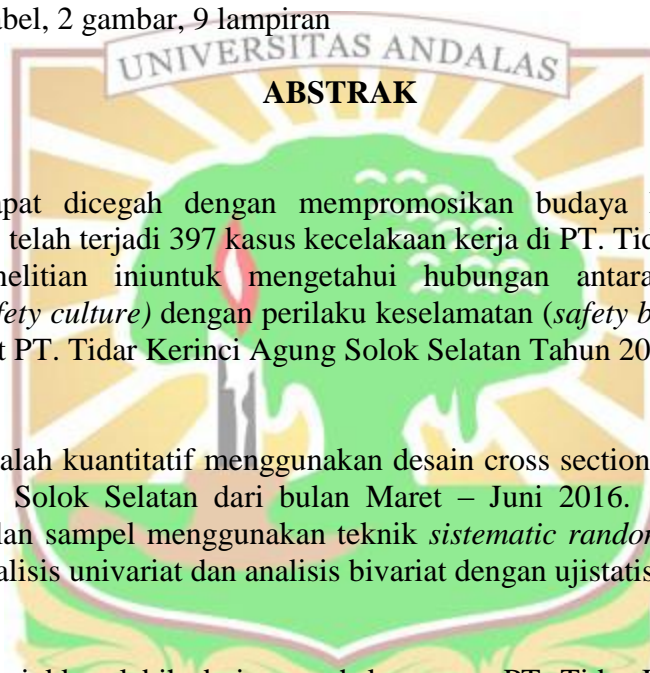 abel, 2 gambar, 9 lampiran
UNIVERSITAS ANDALAS
ABSTRAK
apat dicegah dengan mempromosikan budaya
telah terjadi 397 kasus kecelakaan kerja di PT. Tid
nelitian iniuntuk mengetahui hubungan antara
fety culture) dengan perilaku keselamatan (safety b
t PT. Tidar Kerinci Agung Solok Selatan Tahun 20
alah kuantitatif menggunakan desain cross section
Solok Selatan dari bulan Maret – Juni 2016.
lan sampel menggunakan teknik sistematic rando
alisis univariat dan analisis bivariat dengan ujistatis